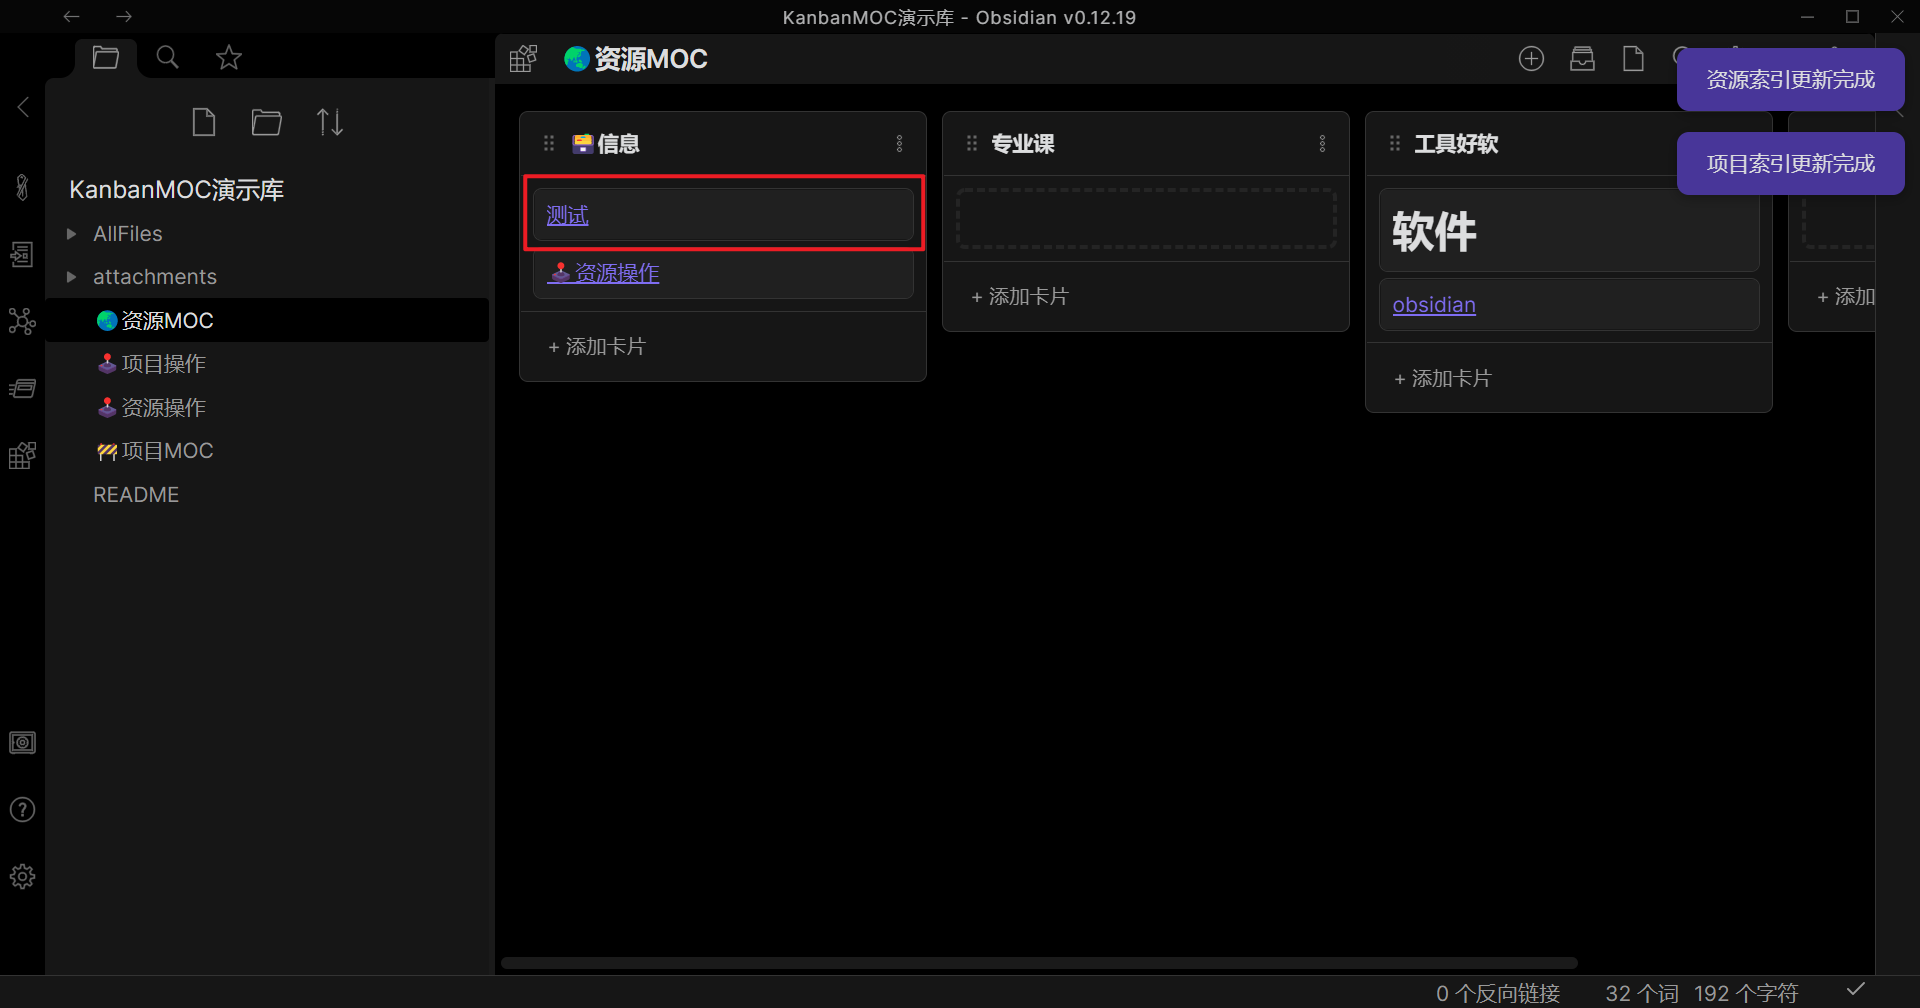 KanbanMOC演示库 - Obsidian v0.12.19
资源MOC
资源索引更新完成
项目索引更新完成
KanbanMOC演示库
AllFiles
attachments
资源MOC
项目操作
资源操作
项目MOC
README
信息
测试
资源操作
+ 添加卡片
专业课
+ 添加卡片
工具好软
软件
obsidian
+ 添加卡片
+ 添加
0 个反向链接 32 个词 192 个字符